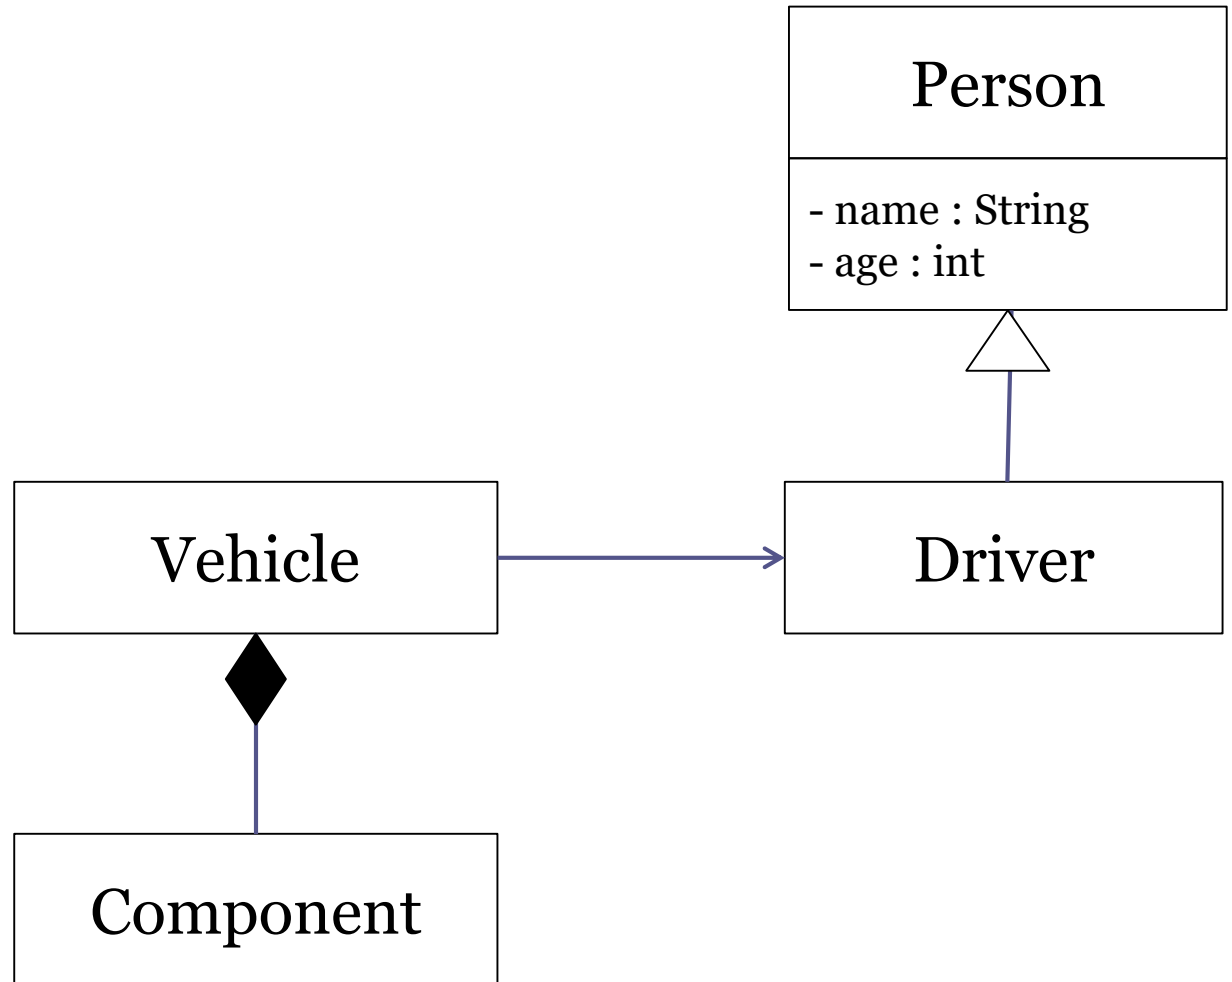 Person
- name : String
- age : int
Vehicle
Driver
Component